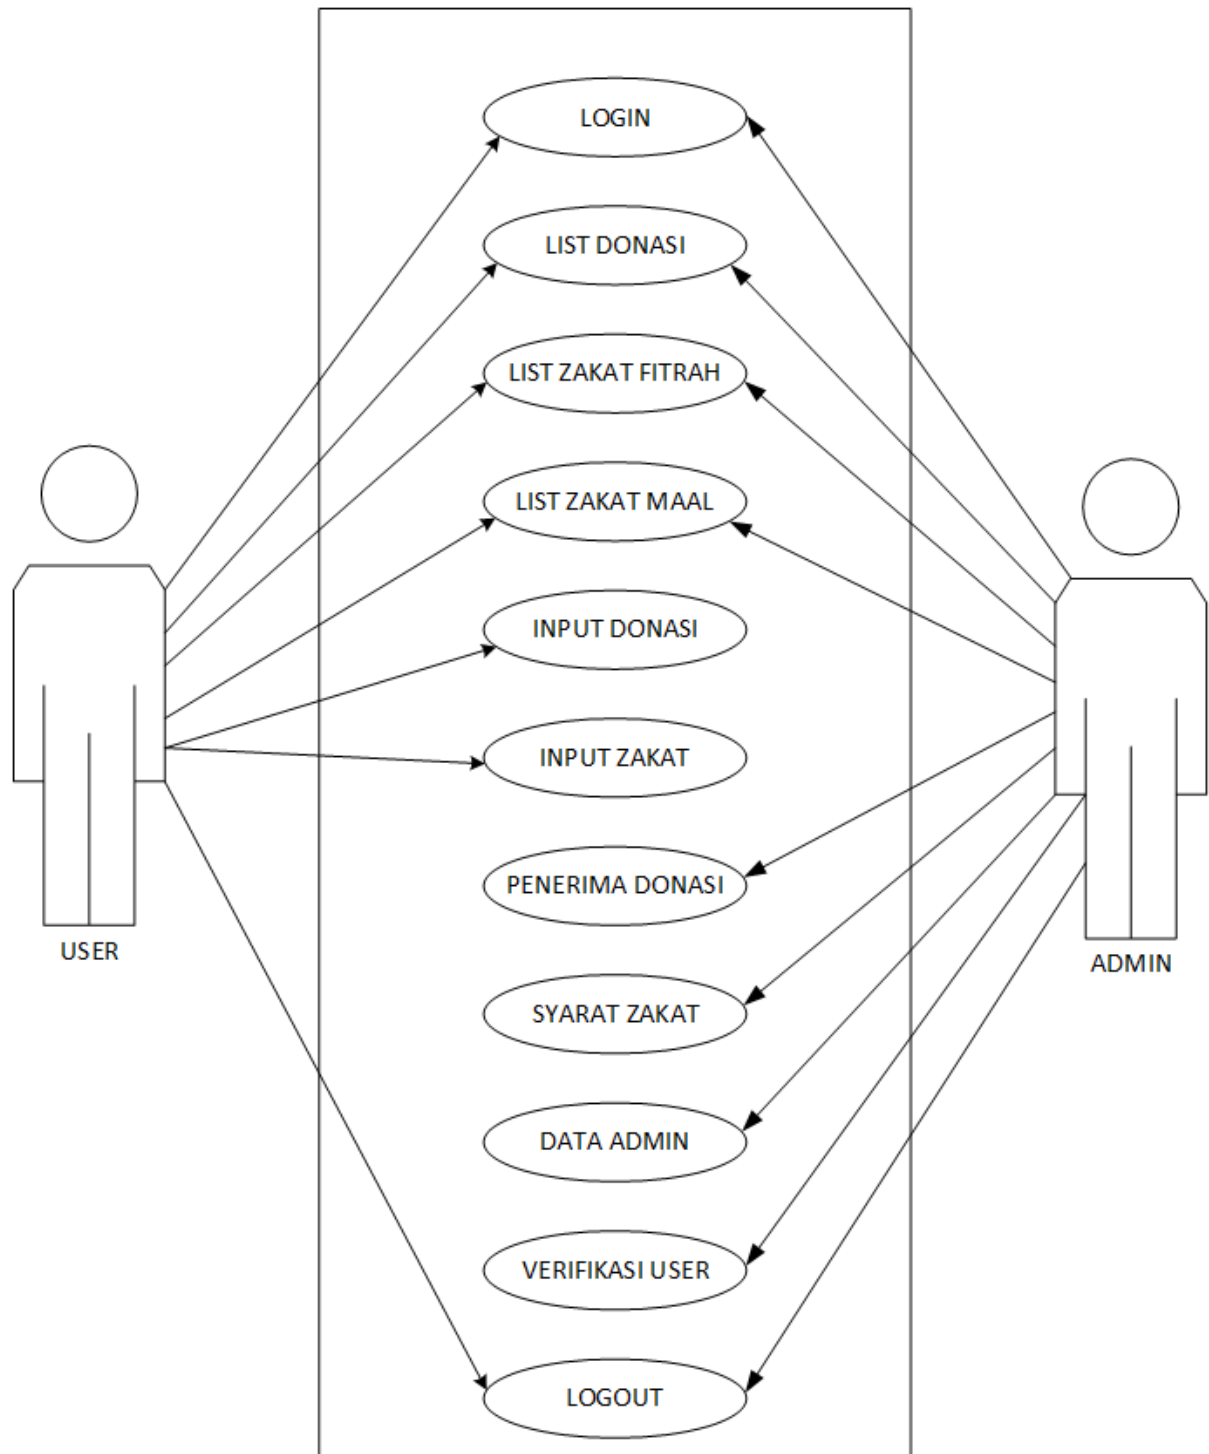 LOGIN
LIST DONASI
LIST ZAKAT FITRAH
LIST ZAKAT MAAL
INPUT DONASI
INPUT ZAKAT
PENERIMA DONASI
USER
ADMIN
SYARAT ZAKAT
DATA ADMIN
VERIFIKASI USER
LOGOUT